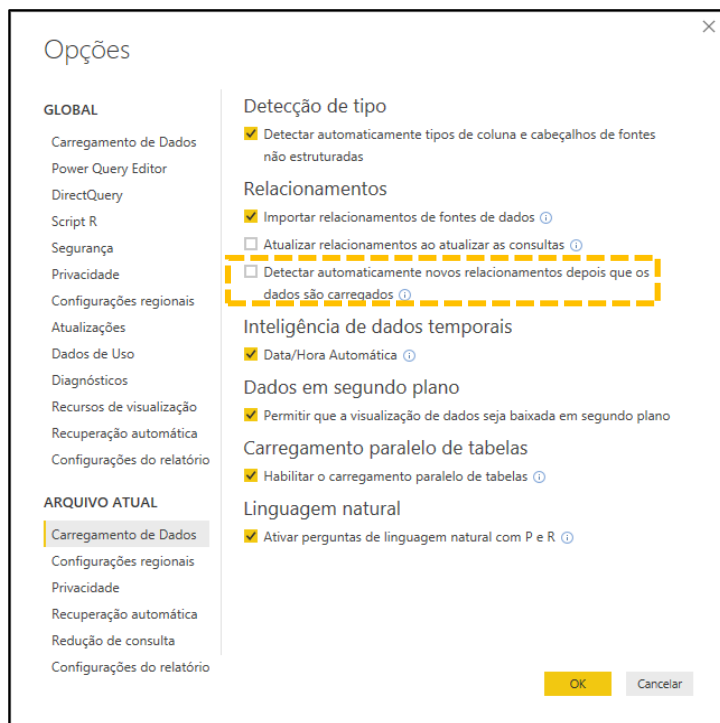 Opções
GLOBAL
Carregamento de Dados
Power Query Editor
DirectQuery
Script R
Segurança
Privacidade
Configurações regionais
Atualizações
Dados de Uso
Diagnósticos
Recursos de visualização
Recuperação automática
Configurações do relatório
ARQUIVO ATUAL
Carregamento de Dados
Configurações regionais
Privacidade
Recuperação automática
Redução de consulta
Configurações do relatório
Detecção de tipo
Detectar automaticamente tipos de coluna e cabeçalhos de fontes
não estruturadas
Relacionamentos
Importar relacionamentos de fontes de dados
Atualizar relacionamentos ao atualizar as consultas
Detectar automaticamente novos relacionamentos depois que os
dados são carregados
Inteligência de dados temporais
Data/Hora Automática
Dados em segundo plano
Permitir que a visualização de dados seja baixada em segundo plano
Carregamento paralelo de tabelas
Habilitar o carregamento paralelo de tabelas
Linguagem natural
Ativar perguntas de linguagem natural com P e R
OK
Cancelar